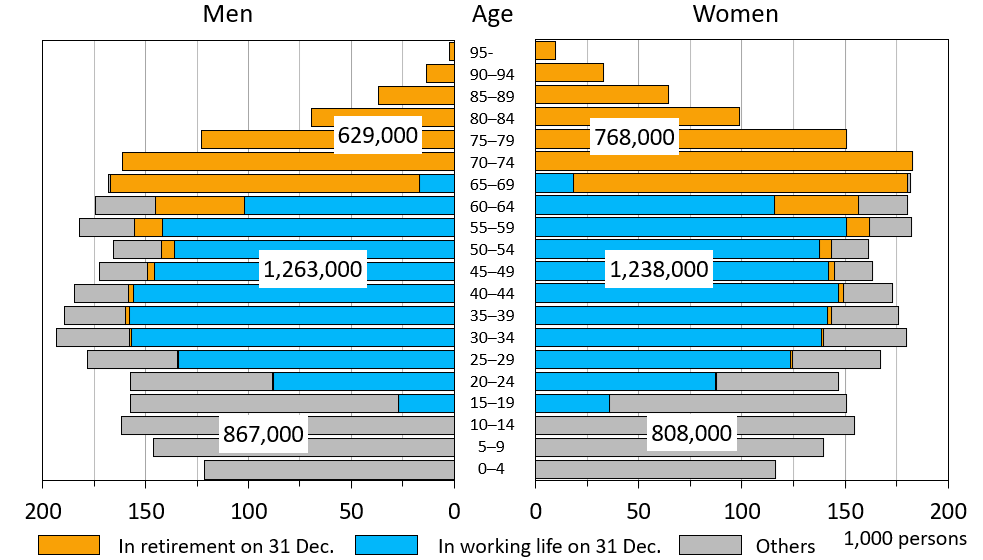 Men Age Women
95-
90–94
85–89
80–84
629,000 75–79 768,000
70–74
65–69
60–64
55–59
50–54
1,263,000 45–49 1,238,000
40–44
35–39
30–34
25–29
20–24
15–19
867,000 10–14 808,000
5–9
0–4
200 150 100 50 0 0 50 100 150 200
In retirement on 31 Dec. In working life on 31 Dec. Others 1,000 persons